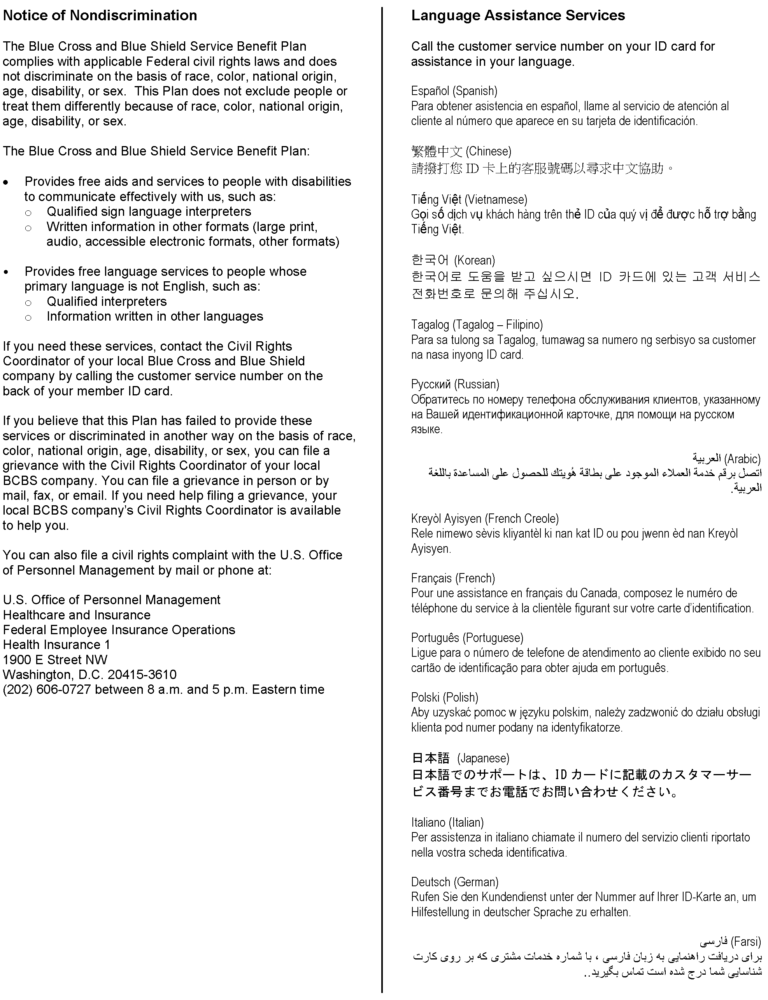 Notice of Nondiscrimination
The Blue Cross and Blue Shield Service Benefit Plan
complies with applicable Federal civil rights laws and does
not discriminate on the basis of race, color, national origin,
age, disability, or sex.  This Plan does not exclude people or
treat them differently because of race, color, national origin,
age, disability, or sex.
The Blue Cross and Blue Shield Service Benefit Plan:
• Provides free aids and services to people with disabilities
to communicate effectively with us, such as:
○ Qualified sign language interpreters
○ Written information in other formats (large print,
audio, accessible electronic formats, other formats)
• Provides free language services to people whose
primary language is not English, such as:
○ Qualified interpreters
○ Information written in other languages
If you need these services, contact the Civil Rights
Coordinator of your local Blue Cross and Blue Shield
company by calling the customer service number on the
back of your member ID card.
If you believe that this Plan has failed to provide these
services or discriminated in another way on the basis of race,
color, national origin, age, disability, or sex, you can file a
grievance with the Civil Rights Coordinator of your local
BCBS company. You can file a grievance in person or by
mail, fax, or email. If you need help filing a grievance, your
local BCBS company’s Civil Rights Coordinator is available
to help you.
You can also file a civil rights complaint with the U.S. Office
of Personnel Management by mail or phone at:
U.S. Office of Personnel Management
Healthcare and Insurance
Federal Employee Insurance Operations
Health Insurance 1
1900 E Street NW
Washington, D.C. 20415-3610
(202) 606-0727 between 8 a.m. and 5 p.m. Eastern time
Language Assistance Services
Call the customer service number on your ID card for
assistance in your language.
Español (Spanish)
Para obtener asistencia en español, llame al servicio de atención al
cliente al número que aparece en su tarjeta de identificación.
繁體中文 (Chinese)
請撥打您 ID 卡上的客服號碼以尋求中文協助。
Tiếng Việt (Vietnamese)
Gọi số dịch vụ khách hàng trên thẻ ID của quý vị để được hỗ trợ bằng
Tiếng Việt.
한국어 (Korean)
한국어로 도움을 받고 싶으시면 ID 카드에 있는 고객 서비스
전화번호로 문의해 주십시오.
Tagalog (Tagalog – Filipino)
Para sa tulong sa Tagalog, tumawag sa numero ng serbisyo sa customer
na nasa inyong ID card.
Русский (Russian)
Обратитесь по номеру телефона обслуживания клиентов, указанному
на Вашей идентификационной карточке, для помощи на русском
языке.
العربية (Arabic)
اتصل برقم خدمة العملاء الموجود على بطاقة هُويتك للحصول على المساعدة باللغة
العربية.
Kreyòl Ayisyen (French Creole)
Rele nimewo sèvis kliyantèl ki nan kat ID ou pou jwenn èd nan Kreyòl
Ayisyen.
Français (French)
Pour une assistance en français du Canada, composez le numéro de
téléphone du service à la clientèle figurant sur votre carte d’identification.
Português (Portuguese)
Ligue para o número de telefone de atendimento ao cliente exibido no seu
cartão de identificação para obter ajuda em português.
Polski (Polish)
Aby uzyskać pomoc w języku polskim, należy zadzwonić do działu obsługi
klienta pod numer podany na identyfikatorze.
日本語 (Japanese)
日本語でのサポートは、ID カードに記載のカスタマーサー
ビス番号までお電話でお問い合わせください。
Italiano (Italian)
Per assistenza in italiano chiamate il numero del servizio clienti riportato
nella vostra scheda identificativa.
Deutsch (German)
Rufen Sie den Kundendienst unter der Nummer auf Ihrer ID-Karte an, um
Hilfestellung in deutscher Sprache zu erhalten.
فارسی (Farsi)
برای دریافت راهنمایی به زبان فارسی ، با شماره خدمات مشتری که بر روی کارت
شناسایی شما درج شده است تماس بگیرید..